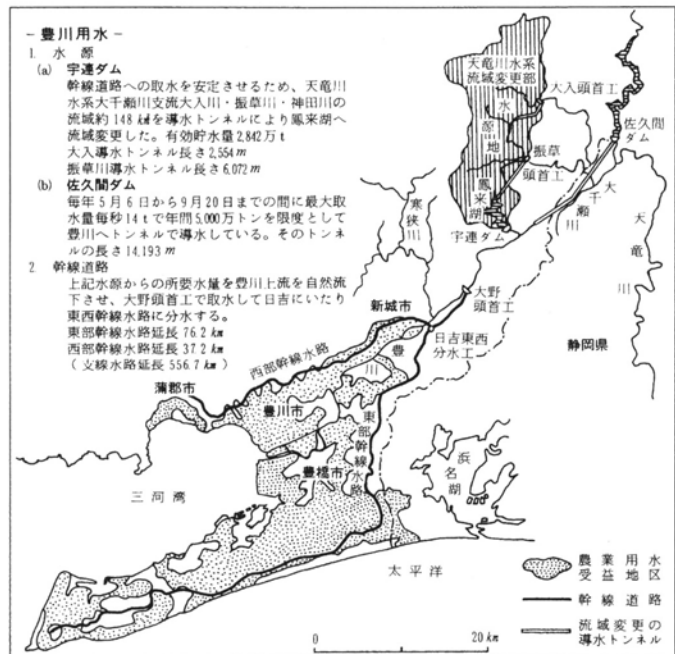 − 豊川用水 −
1. 水 源
(a) 宇連ダム
幹線道路への取水を安定させるため、天竜川
水系大千瀬川支流大入川・振草川・神田川の
流域約148㎢を導水トンネルにより鳳来湖へ
流域変更した。有効貯水量2,842万t
大入導水トンネル長さ2,554m
振草川導水トンネル長さ6,072m
(b) 佐久間ダム
毎年5月6日から9月20日までの間に最大取
水量毎秒14tで年間5,000万トンを限度として
豊川へトンネルで導水している。そのトンネ
ルの長さ14,193m
2 幹線道路
上記水源からの所要水量を豊川上流を自然流
下させ、大野頭首工で取水して日吉にいたり
東西幹線水路に分水する。
東部幹線水路延長76.2km
西部幹線水路延長37.2km
(支線水路延長556.7km)
天竜川水系
流域変更部
水源地
大入頭首工
佐久間
ダム
振草
頭首工
鳳来湖
宇連ダム
大千瀬川
寒狭川
天竜川
大野
頭首工
新城市
日吉東西
分水工
静岡県
豊川
西部幹線水路
蒲郡市
豊川市
東部幹線水路
豊橋市
浜名湖
三河湾
太平洋
農業用水
受益地区
幹線道路
流域変更の
導水トンネル
0 20km